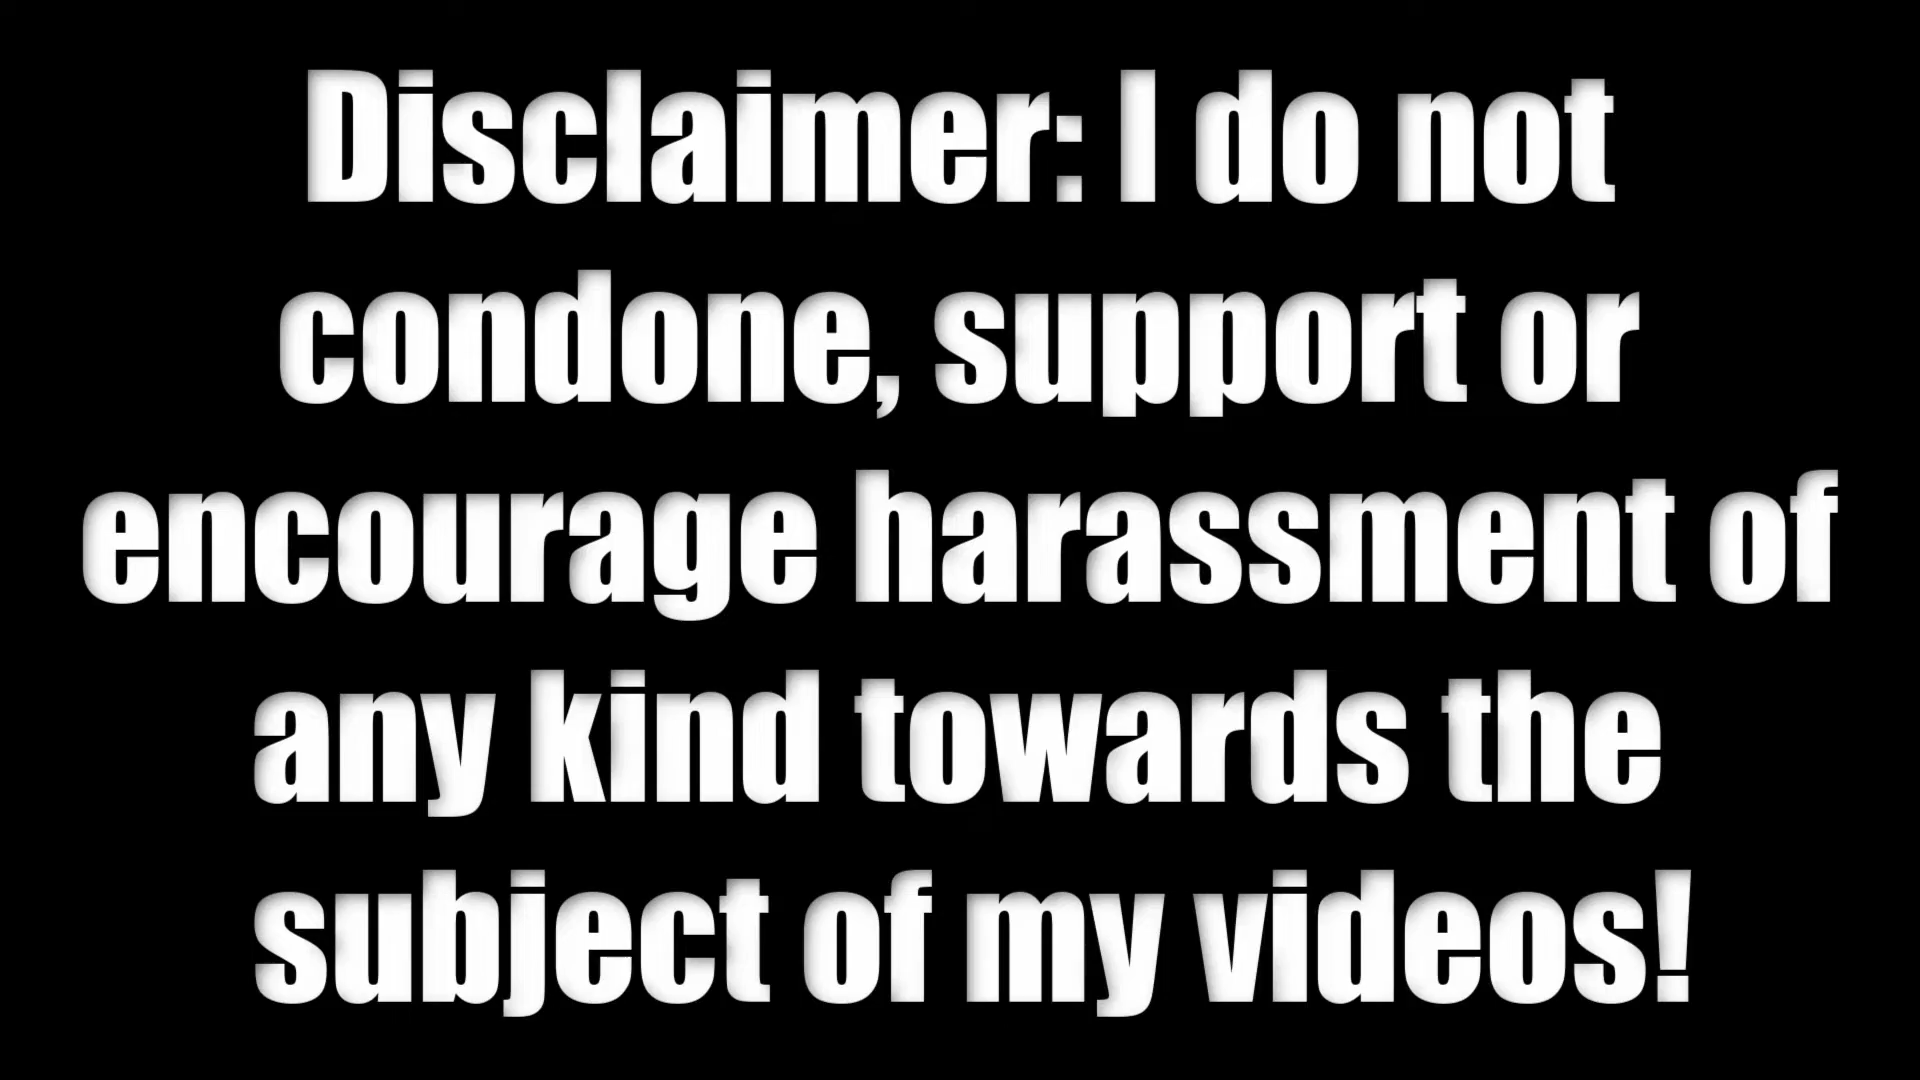 Disclaimer: I do not
condone, support or
encourage harassment of
any kind towards the
subject of my videos!